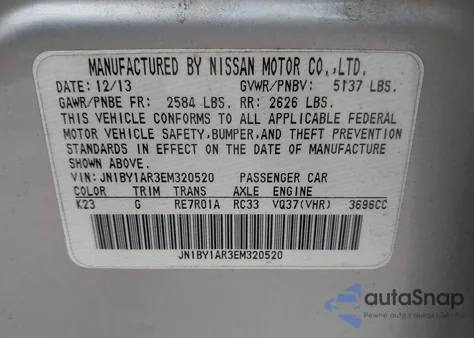 MANUFACTURED BY NISSAN MOTOR CO.,LTD.
DATE: 12/13 GVWR/PNBV: 5137 LBS.
GAWR/PNBE FR: 2584 LBS. RR: 2626 LBS.
THIS VEHICLE CONFORMS TO ALL APPLICABLE FEDERAL
MOTOR VEHICLE SAFETY,BUMPER,AND THEFT PREVENTION
STANDARDS IN EFFECT ON THE DATE OF MANUFACTURE
SHOWN ABOVE.
VIN: JN1BY1AR3EM320520 PASSENGER CAR
COLOR TRIM TRANS AXLE ENGINE
K23 G RE7R01A RC33 VQ37(VHR) 3696CC
JN1BY1AR3EM320520
autoSnap
Pewne auta z USA